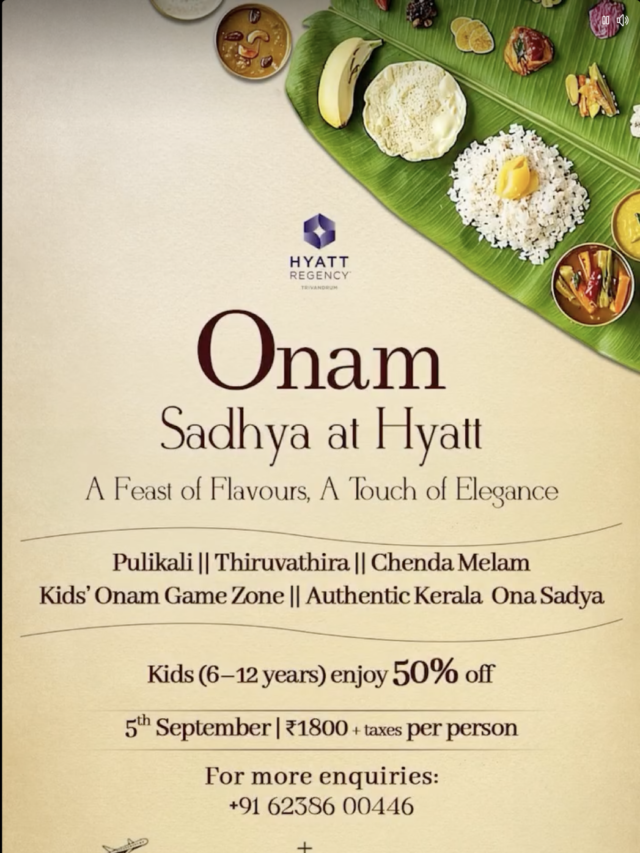 HYATT
REGENCY
TRIVANDRUM
Onam
Sadhya at Hyatt
A Feast of Flavours, A Touch of Elegance
Pulikali || Thiruvathira || Chenda Melam
Kids' Onam Game Zone || Authentic Kerala Ona Sadya
Kids (6–12 years) enjoy 50% off
5th September | ₹1800 + taxes per person
For more enquiries:
+91 62386 00446